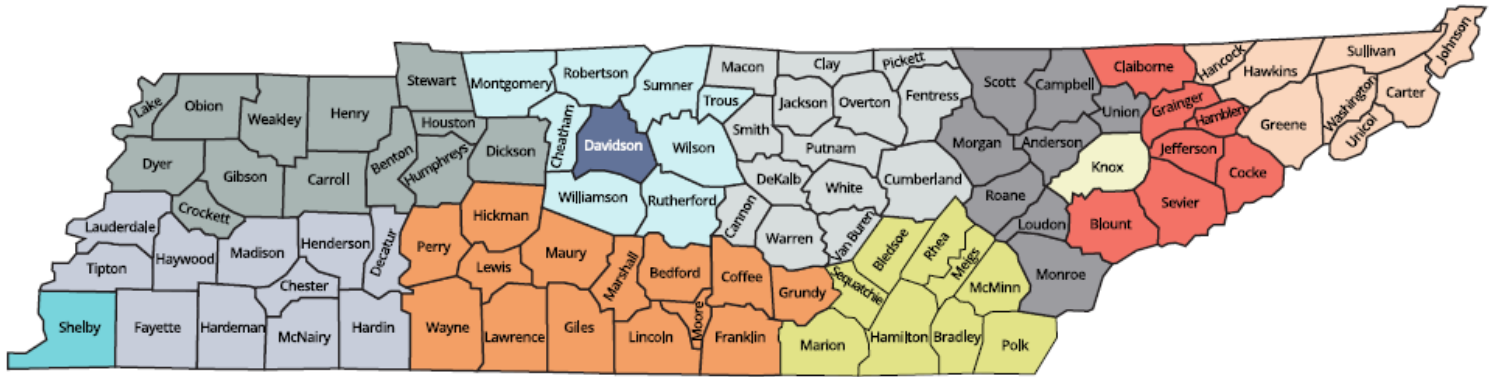 Lake
Obion
Weakley
Henry
Stewart
Montgomery
Robertson
Sumner
Macon
Clay
Pickett
Scott
Campbell
Claiborne
Hancock
Hawkins
Sullivan
Johnson
Houston
Trous
Jackson
Overton
Fentress
Union
Grainger
Hamblen
Greene
Washington
Carter
Unicoi
Dyer
Gibson
Carroll
Benton
Humphreys
Dickson
Cheatham
Davidson
Wilson
Smith
Putnam
Morgan
Anderson
Knox
Jefferson
Cocke
Crockett
Williamson
Rutherford
DeKalb
White
Cumberland
Roane
Loudon
Blount
Sevier
Lauderdale
Haywood
Madison
Henderson
Decatur
Perry
Hickman
Maury
Cannon
Warren
Van Buren
Bledsoe
Rhea
Meigs
Monroe
Tipton
Chester
Lewis
Marshall
Bedford
Coffee
Grundy
Sequatchie
McMinn
Shelby
Fayette
Hardeman
McNairy
Hardin
Wayne
Lawrence
Giles
Lincoln
Moore
Franklin
Marion
Hamilton
Bradley
Polk